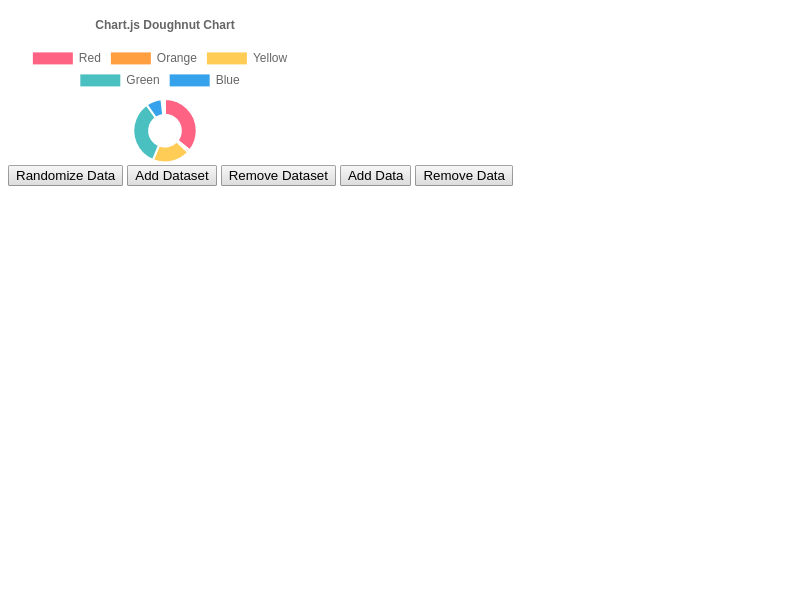 Chart.js Doughnut Chart
Red Orange Yellow
Green Blue
Randomize Data Add Dataset Remove Dataset Add Data Remove Data